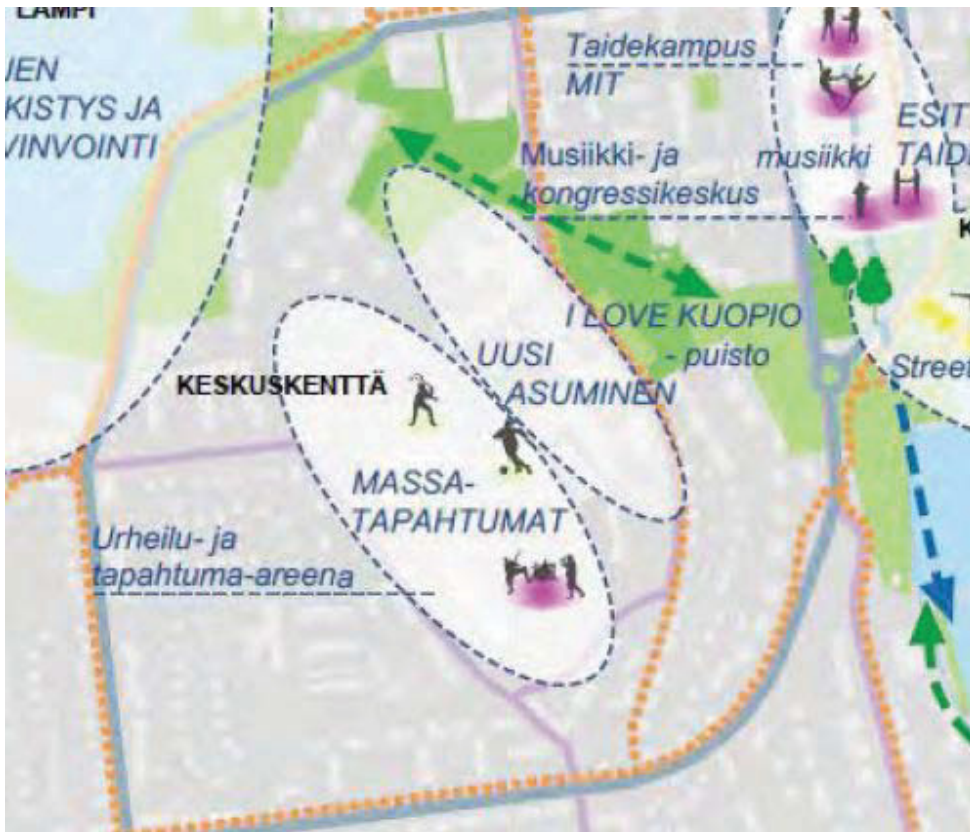 LAMPI
JEN
KISTYS JA
VINVOINTI
Taidekampus
MIT
ESIT
TAID
Musiikki- ja
kongressikeskus
musiikki
K
I LOVE KUOPIO
- puisto
UUSI
ASUMINEN
Street
KESKUSKENTTÄ
MASSA-
TAPAHTUMAT
Urheilu- ja
tapahtuma-areena